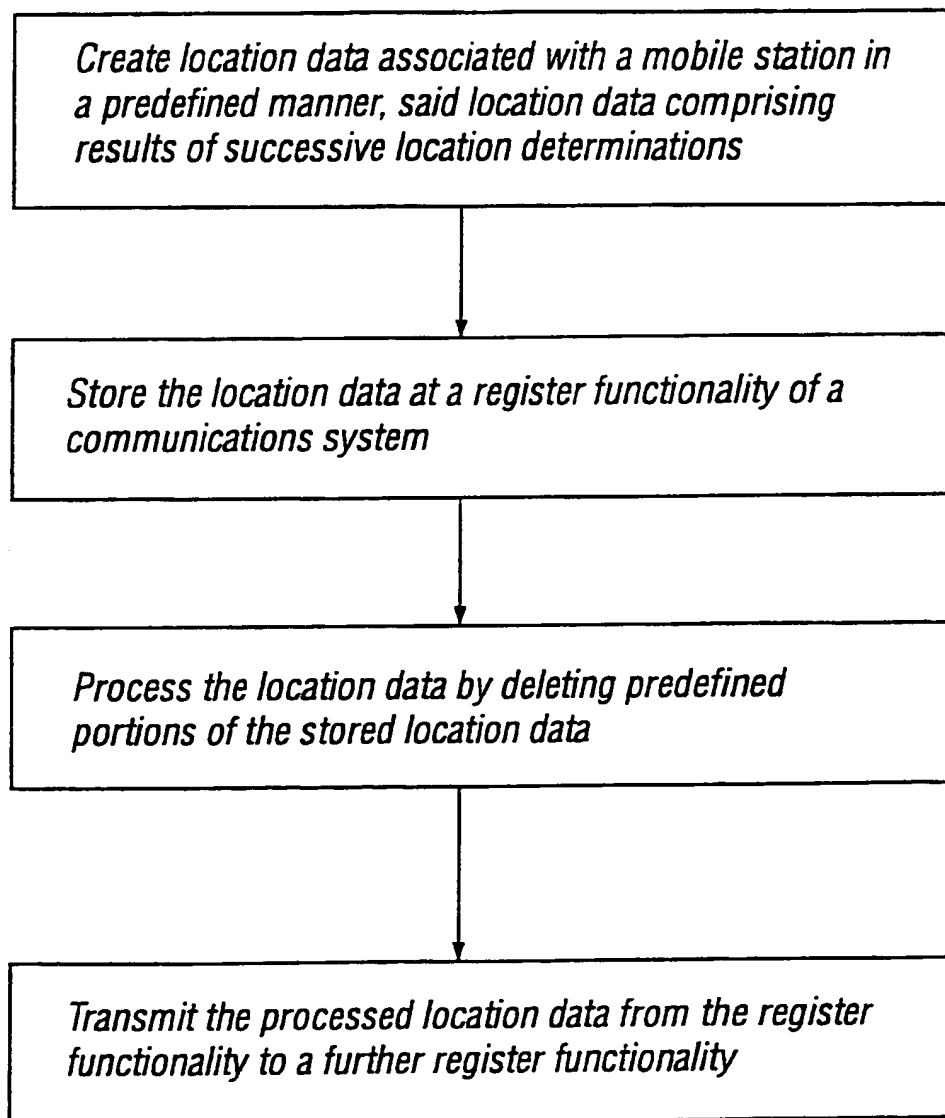 Create location data associated with a mobile station in
a predefined manner, said location data comprising
results of successive location determinations
Store the location data at a register functionality of a
communications system
Process the location data by deleting predefined
portions of the stored location data
Transmit the processed location data from the register
functionality to a further register functionality